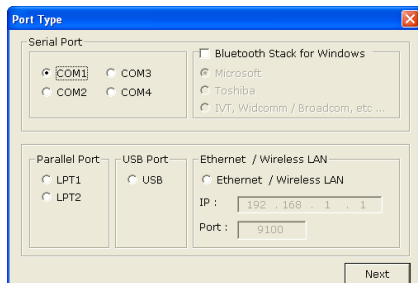 Port Type
Serial Port
COM1 COM3
COM2 COM4
Bluetooth Stack for Windows
Microsoft
Toshiba
IVT, Widcomm / Broadcom, etc ...
Parallel Port
LPT1
LPT2
USB Port
USB
Ethernet / Wireless LAN
Ethernet / Wireless LAN
IP : 192 . 168 . 1 . 1
Port : 9100
Next